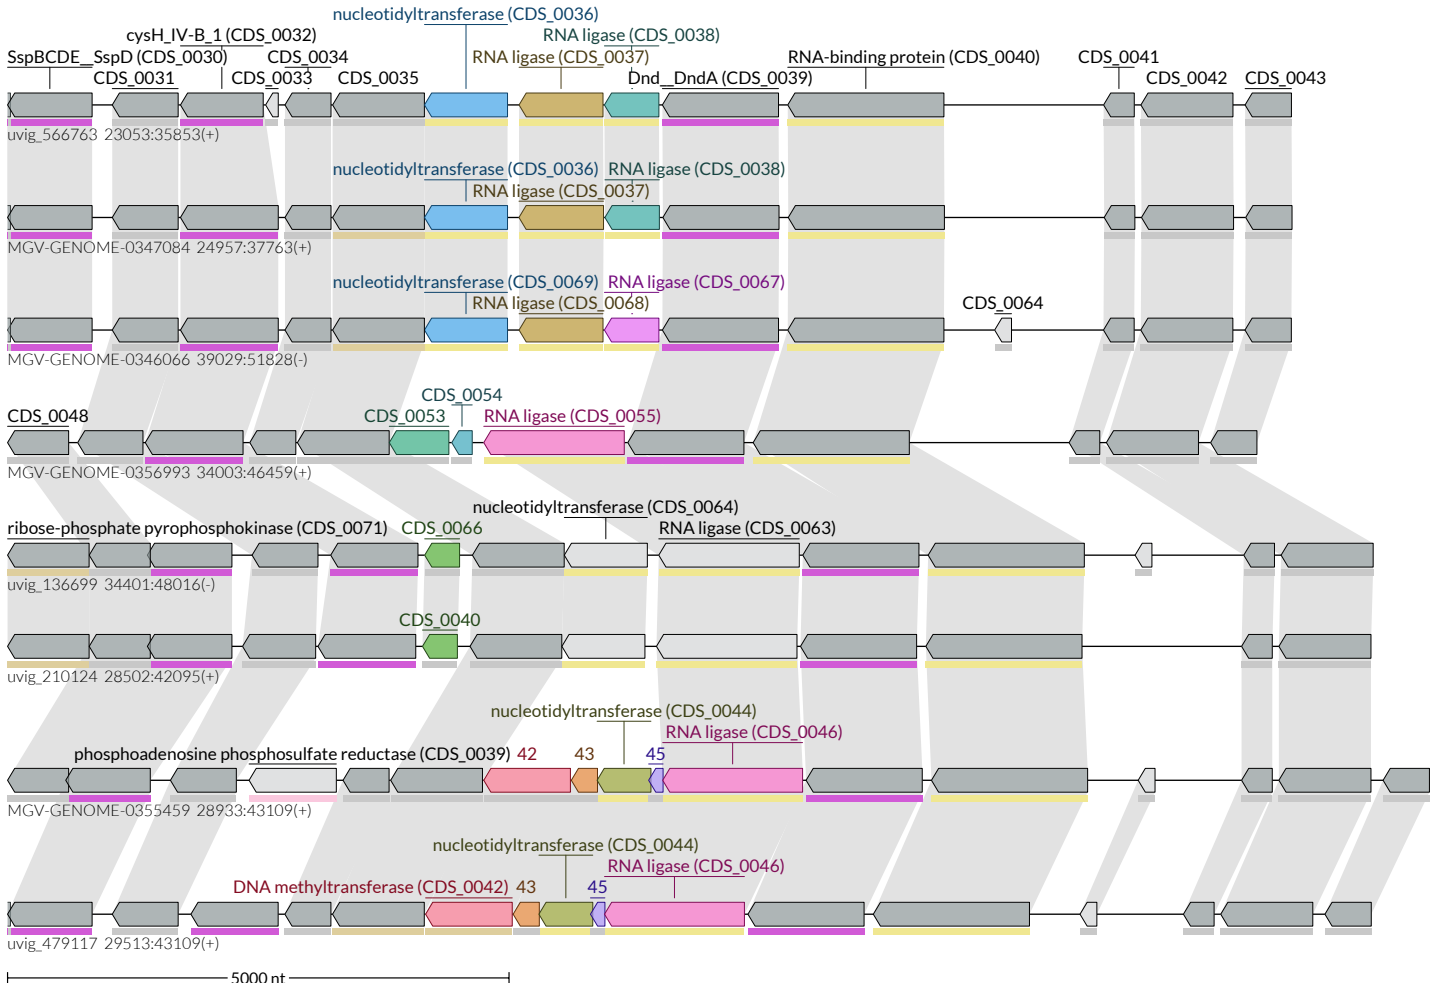 nucleotidyltransferase (CDS_0036)
cysH_IV-B_1 (CDS_0032) RNA ligase (CDS_0038)
SspBCDE__SspD (CDS_0030) CDS_0034 RNA ligase (CDS_0037) RNA-binding protein (CDS_0040) CDS_0041
CDS_0031 CDS_0033 CDS_0035 Dnd__DndA (CDS_0039) CDS_0042 CDS_0043
uvig_566763 23053:35853(+)
nucleotidyltransferase (CDS_0036) RNA ligase (CDS_0038)
RNA ligase (CDS_0037)
MGV-GENOME-0347084 24957:37763(+)
nucleotidyltransferase (CDS_0069) RNA ligase (CDS_0067)
RNA ligase (CDS_0068) CDS_0064
MGV-GENOME-0346066 39029:51828(-)
CDS_0054
CDS_0048 CDS_0053 RNA ligase (CDS_0055)
MGV-GENOME-0356993 34003:46459(+)
nucleotidyltransferase (CDS_0064)
ribose-phosphate pyrophosphokinase (CDS_0071) CDS_0066 RNA ligase (CDS_0063)
uvig_136699 34401:48016(-)
CDS_0040
uvig_210124 28502:42095(+)
nucleotidyltransferase (CDS_0044)
RNA ligase (CDS_0046)
phosphoadenosine phosphosulfate reductase (CDS_0039) 42 43 45
MGV-GENOME-0355459 28933:43109(+)
nucleotidyltransferase (CDS_0044)
RNA ligase (CDS_0046)
DNA methyltransferase (CDS_0042) 43 45
uvig_479117 29513:43109(+)
5000 nt